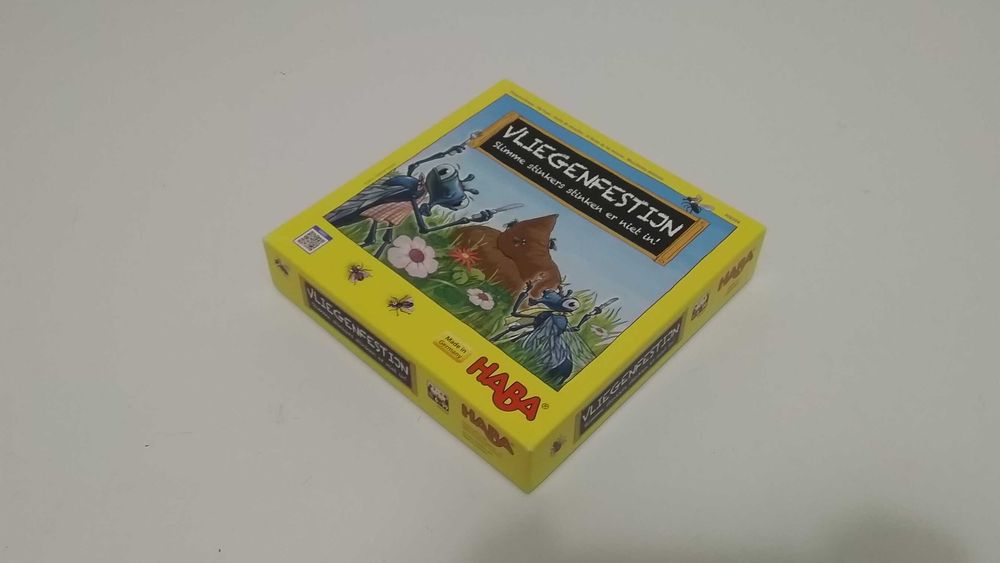 VLIEGENFESTIJN
Slimme stinkers stinken er niet in!
Made in
Germany
HABA®
VLIEGENFESTIJN
HABA
VLIEGENFESTIJN
HABA